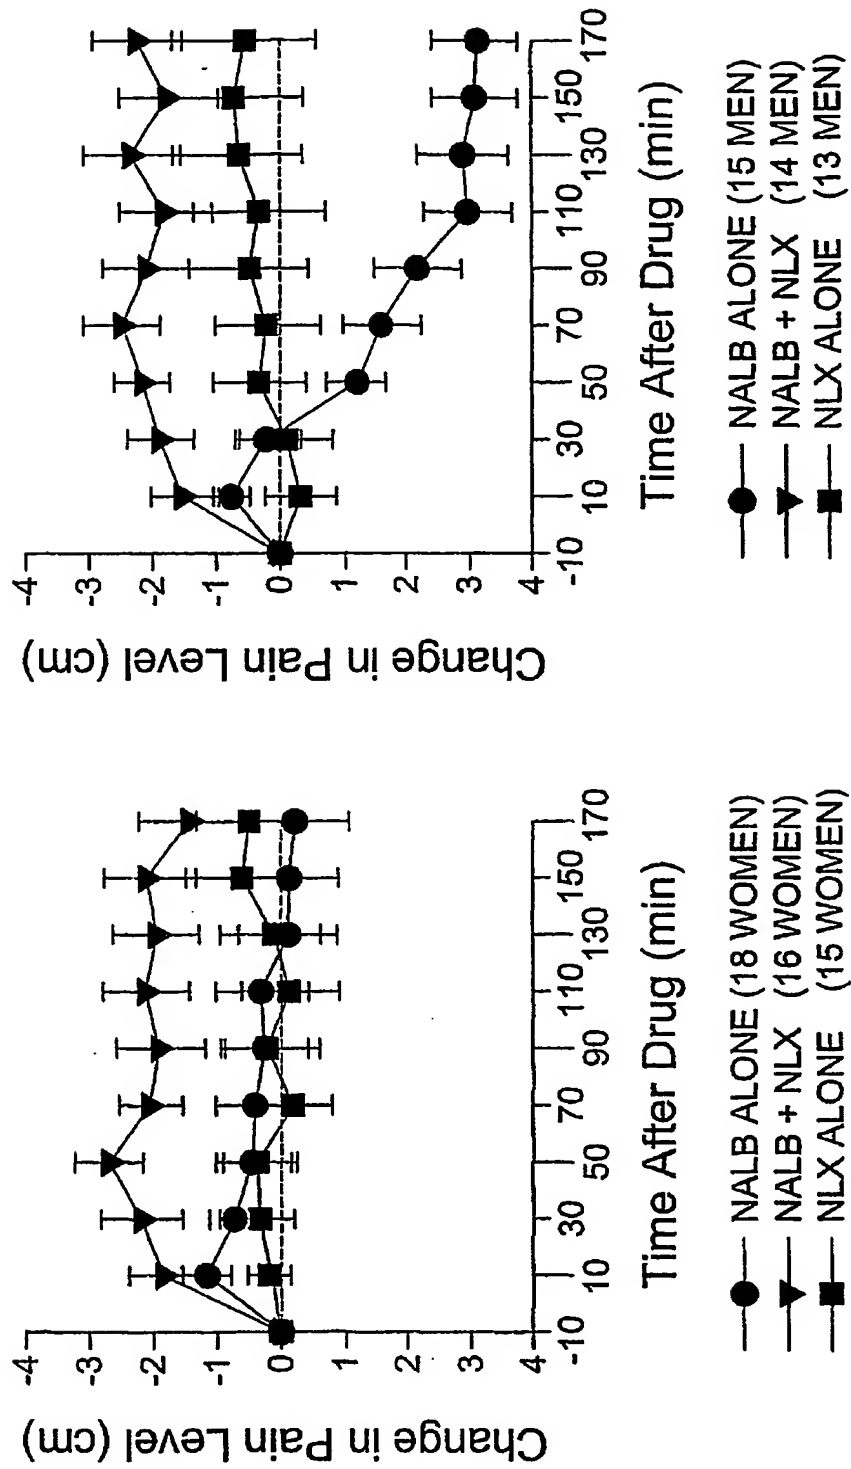 Change in Pain Level (cm)
-4
-3
-2
-1
0
1
2
3
4
-10 10 30 50 70 90 110 130 150 170
Time After Drug (min)
NALB ALONE (18 WOMEN)
NALB + NLX (16 WOMEN)
NLX ALONE (15 WOMEN)
Change in Pain Level (cm)
-4
-3
-2
-1
0
1
2
3
4
-10 10 30 50 70 90 110 130 150 170
Time After Drug (min)
NALB ALONE (15 MEN)
NALB + NLX (14 MEN)
NLX ALONE (13 MEN)